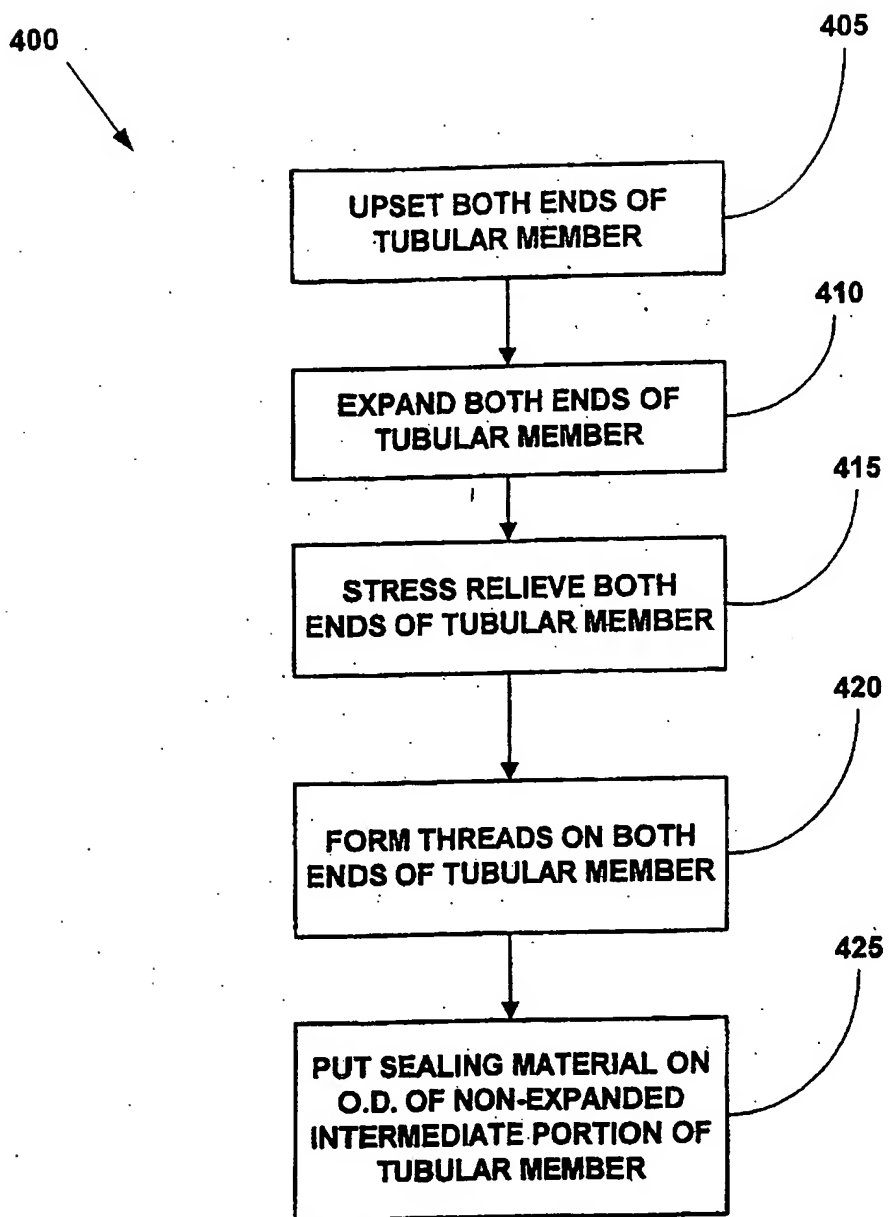 400
405
UPSET BOTH ENDS OF
TUBULAR MEMBER
410
EXPAND BOTH ENDS OF
TUBULAR MEMBER
415
STRESS RELIEVE BOTH
ENDS OF TUBULAR MEMBER
420
FORM THREADS ON BOTH
ENDS OF TUBULAR MEMBER
425
PUT SEALING MATERIAL ON
O.D. OF NON-EXPANDED
INTERMEDIATE PORTION OF
TUBULAR MEMBER